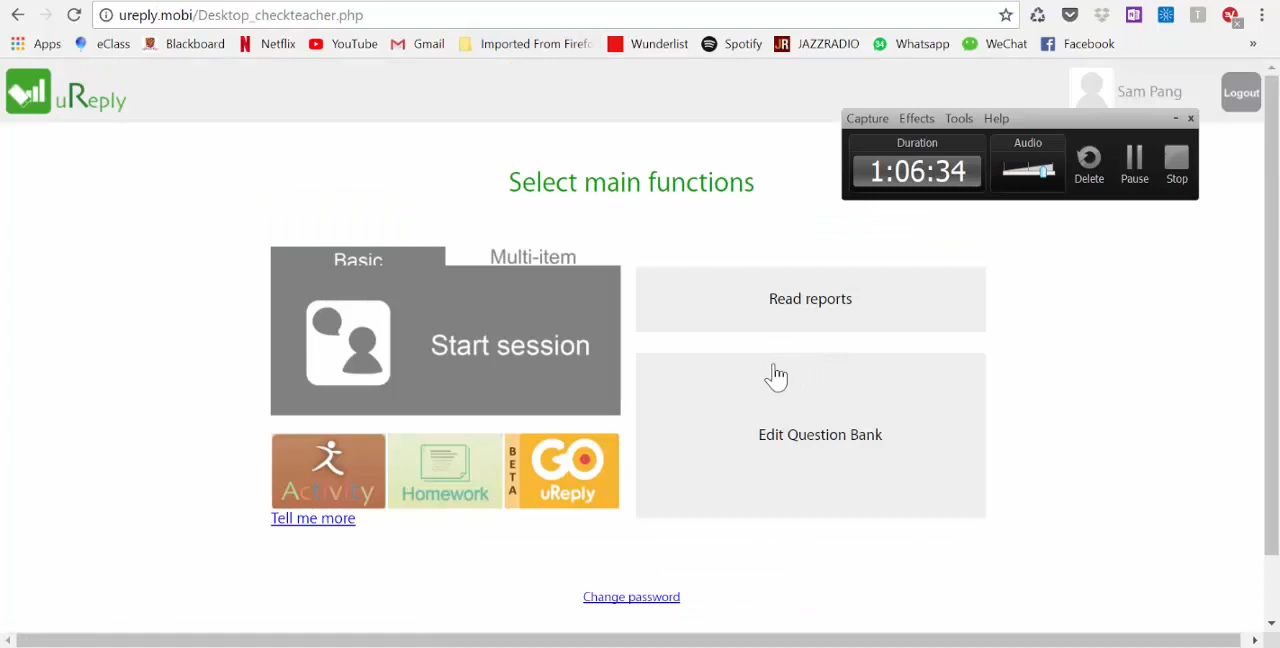 ureply.mobi/Desktop_checkteacher.php
Apps eClass Blackboard Netflix YouTube Gmail Imported From Firefo Wunderlist Spotify JAZZRADIO Whatsapp WeChat Facebook »
uReply
Sam Pang
Logout
Capture Effects Tools Help
Duration
Audio
1:06:34
Delete Pause Stop
Select main functions
Basic
Multi-item
Start session
Read reports
Edit Question Bank
Activity
Homework
BETA
GO
uReply
Tell me more
Change password